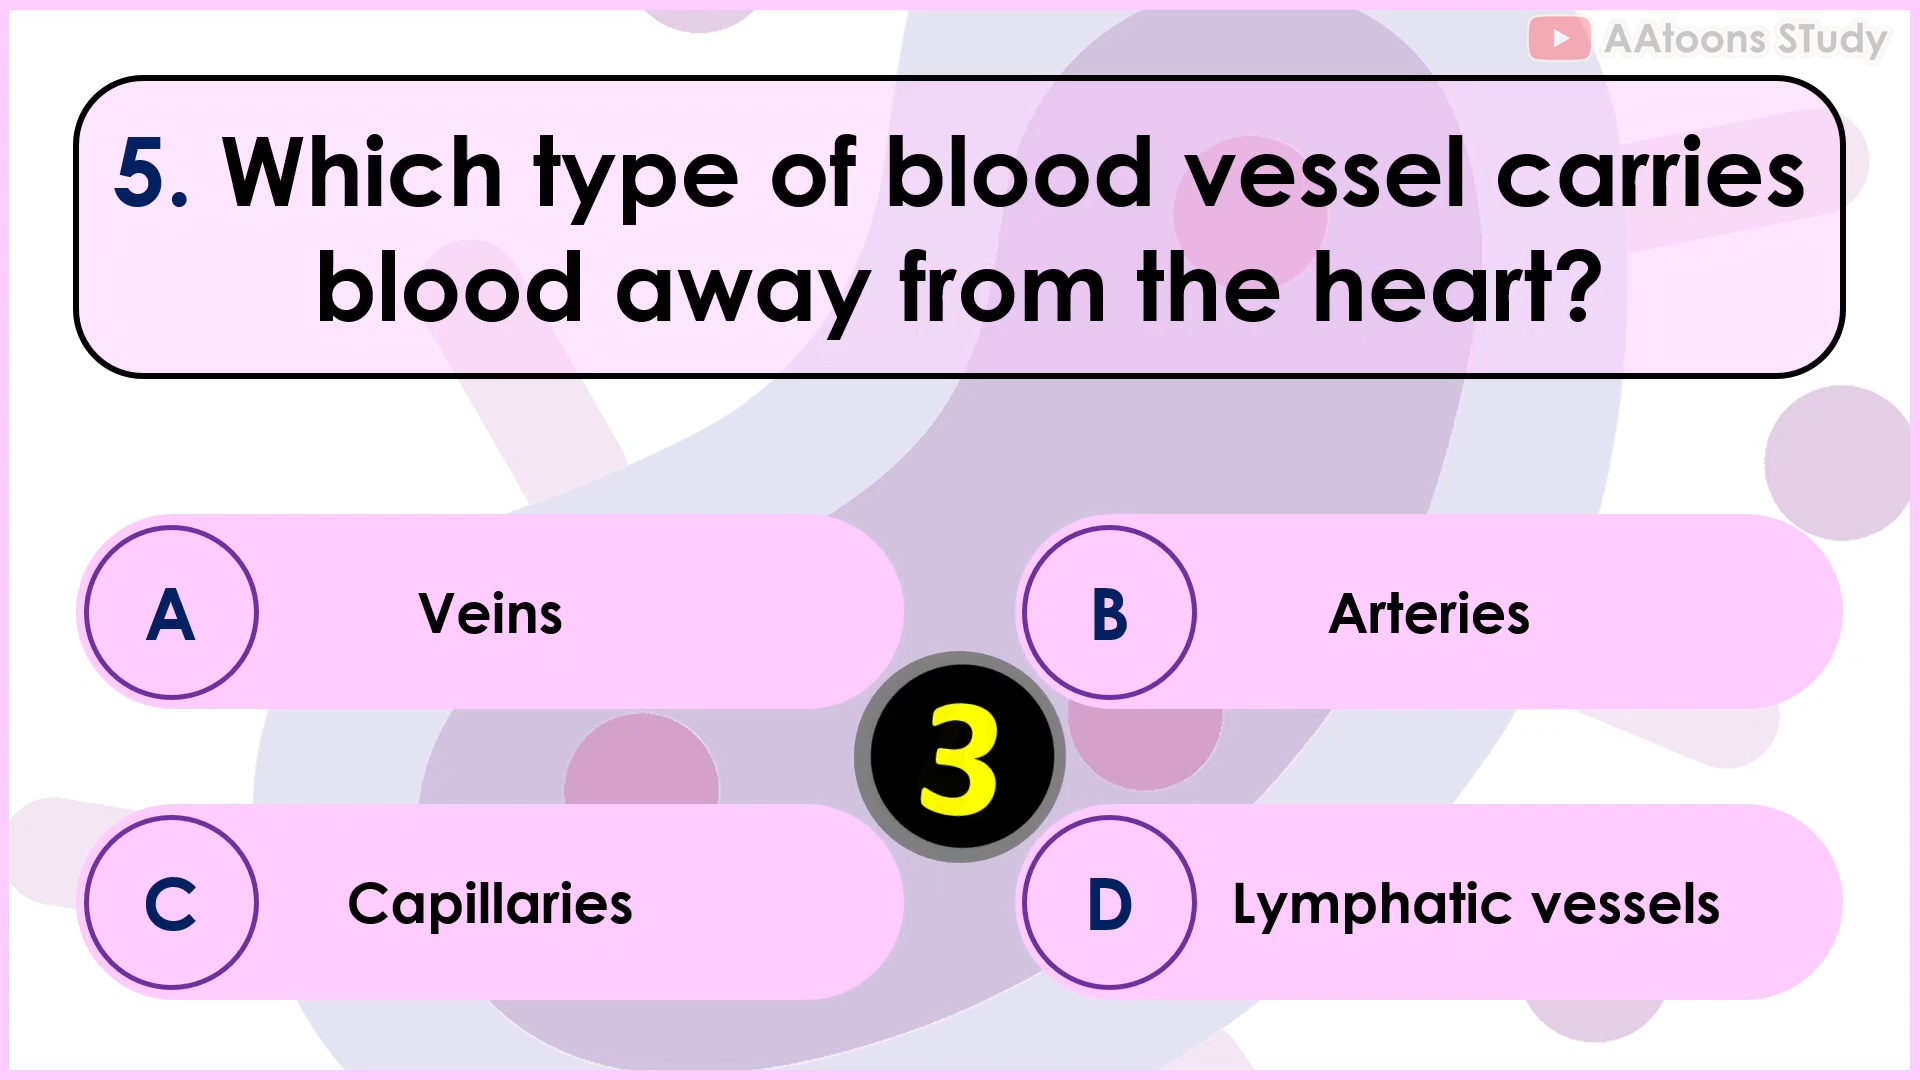 AAtoons STudy
5. Which type of blood vessel carries
blood away from the heart?
A Veins
B Arteries
3
C Capillaries
D Lymphatic vessels